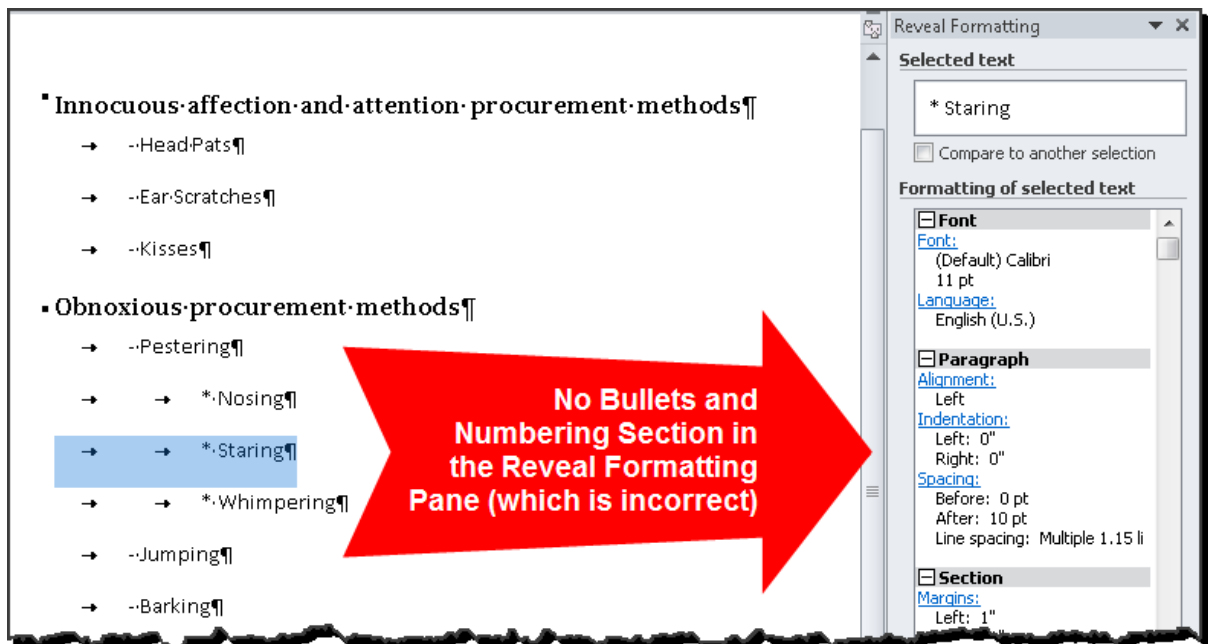 Innocuous·affection·and·attention·procurement·methods¶
→ -·Head·Pats¶
→ -·Ear·Scratches¶
→ -·Kisses¶
Obnoxious·procurement·methods¶
→ -·Pestering¶
→ → *·Nosing¶
→ → *·Staring¶
→ → *·Whimpering¶
→ -·Jumping¶
→ -·Barking¶
No Bullets and
Numbering Section in
the Reveal Formatting
Pane (which is incorrect)
Reveal Formatting
Selected text
* Staring
Compare to another selection
Formatting of selected text
Font
Font:
(Default) Calibri
11 pt
Language:
English (U.S.)
Paragraph
Alignment:
Left
Indentation:
Left: 0"
Right: 0"
Spacing:
Before: 0 pt
After: 10 pt
Line spacing: Multiple 1.15 li
Section
Margins:
Left: 1"